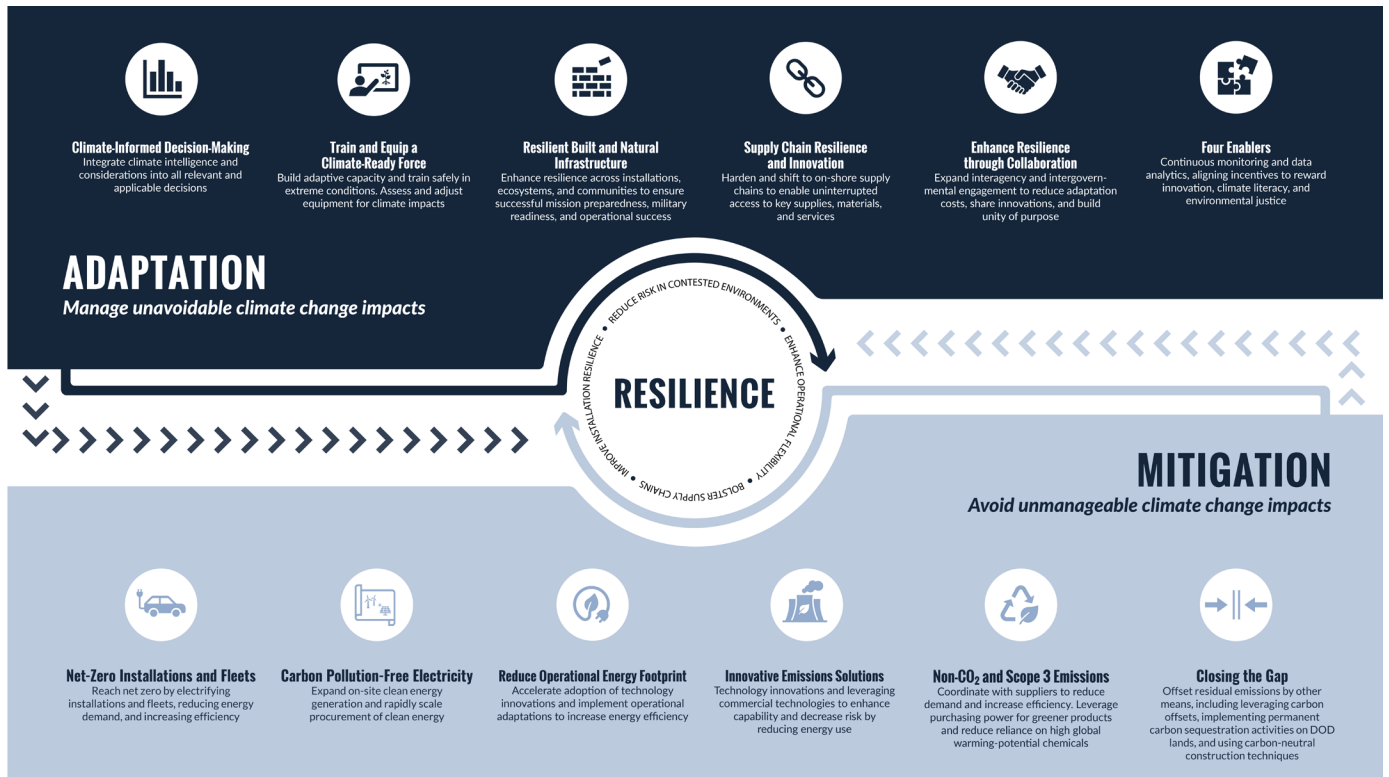 Climate-Informed Decision-Making
Integrate climate intelligence and
considerations into all relevant and
applicable decisions
Train and Equip a
Climate-Ready Force
Build adaptive capacity and train safely in
extreme conditions. Assess and adjust
equipment for climate impacts
Resilient Built and Natural
Infrastructure
Enhance resilience across installations,
ecosystems, and communities to ensure
successful mission preparedness, military
readiness, and operational success
Supply Chain Resilience
and Innovation
Harden and shift to on-shore supply
chains to enable uninterrupted
access to key supplies, materials,
and services
Enhance Resilience
through Collaboration
Expand interagency and intergovern-
mental engagement to reduce adaptation
costs, share innovations, and build
unity of purpose
Four Enablers
Continuous monitoring and data
analytics, aligning incentives to reward
innovation, climate literacy, and
environmental justice
ADAPTATION
Manage unavoidable climate change impacts
REDUCE RISK IN CONTESTED ENVIRONMENTS •
ENHANCE OPERATIONAL FLEXIBILITY •
BOLSTER SUPPLY CHAINS •
IMPROVE INSTALLATION RESILIENCE •
RESILIENCE
MITIGATION
Avoid unmanageable climate change impacts
Net-Zero Installations and Fleets
Reach net zero by electrifying
installations and fleets, reducing energy
demand, and increasing efficiency
Carbon Pollution-Free Electricity
Expand on-site clean energy
generation and rapidly scale
procurement of clean energy
Reduce Operational Energy Footprint
Accelerate adoption of technology
innovations and implement operational
adaptations to increase energy efficiency
Innovative Emissions Solutions
Technology innovations and leveraging
commercial technologies to enhance
capability and decrease risk by
reducing energy use
Non-CO₂ and Scope 3 Emissions
Coordinate with suppliers to reduce
demand and increase efficiency. Leverage
purchasing power for greener products
and reduce reliance on high global
warming-potential chemicals
Closing the Gap
Offset residual emissions by other
means, including leveraging carbon
offsets, implementing permanent
carbon sequestration activities on DOD
lands, and using carbon-neutral
construction techniques